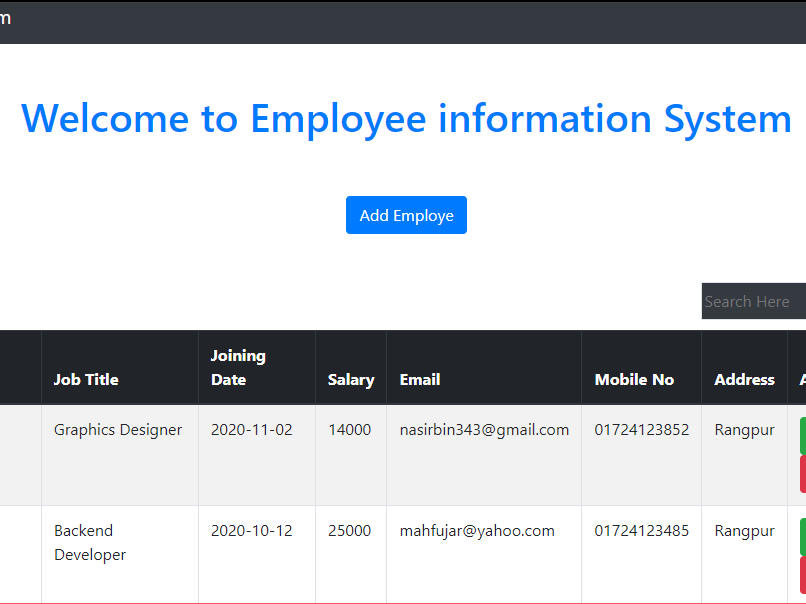 m
Welcome to Employee information System
Add Employe
Search Here
Job Title Joining Date Salary Email Mobile No Address A
Graphics Designer 2020-11-02 14000 nasirbin343@gmail.com 01724123852 Rangpur
Backend Developer 2020-10-12 25000 mahfujar@yahoo.com 01724123485 Rangpur